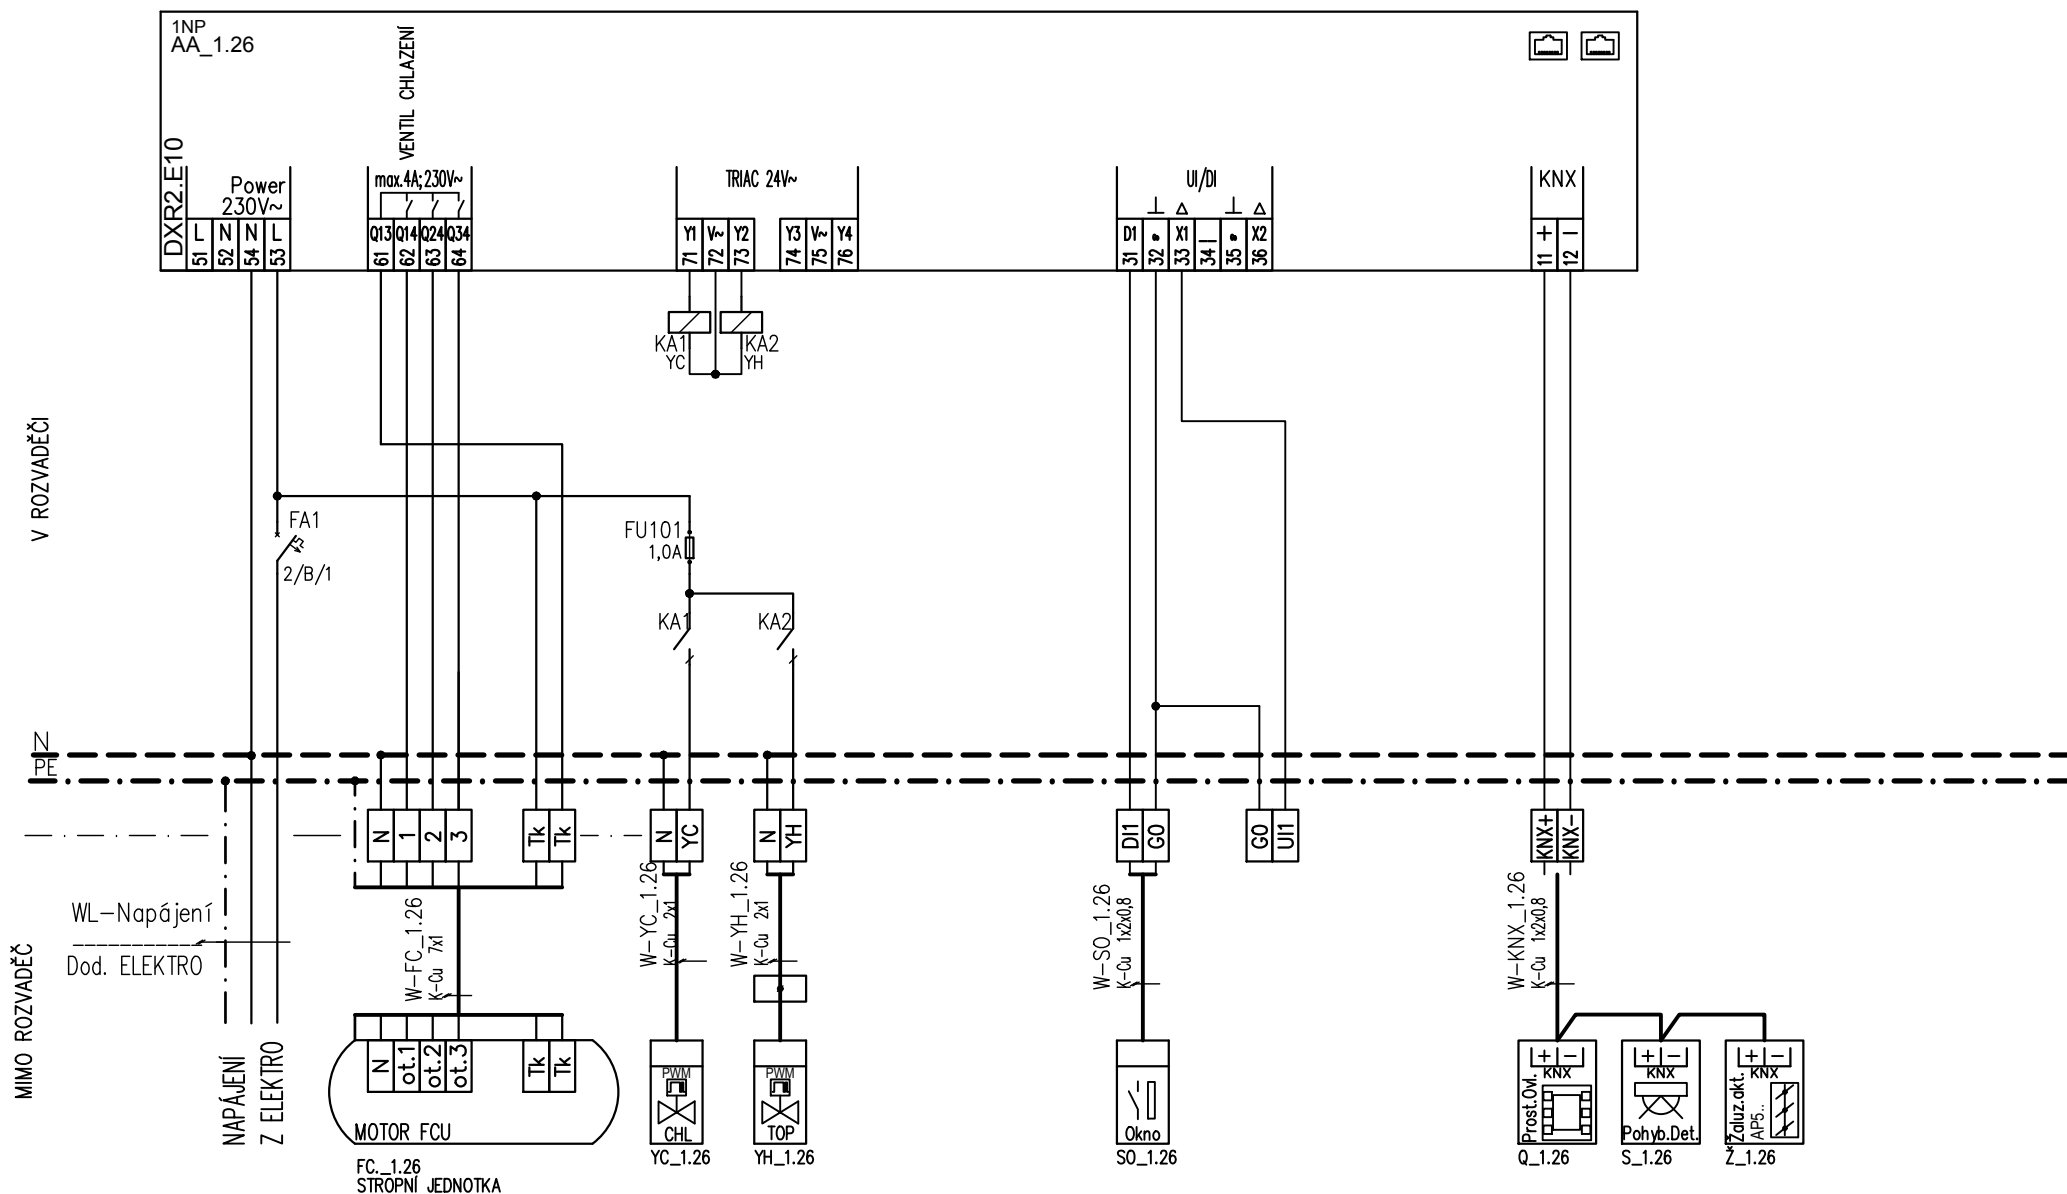 1NP
AA_1.26
DXR2.E10
VENTIL CHLAZENÍ
Power
230V~
L N N L
51 52 54 53
max.4A;230V~
Q13 Q14 Q24 Q34
61 62 63 64
TRIAC 24V~
Y1 V~ Y2
71 72 73
Y3 V~ Y4
74 75 76
UI/DI
D1 X1 X2
31 32 33 34 35 36
KNX
+ –
11 12
KA1
YC
KA2
YH
V ROZVADĚČI
FA1
2/B/1
FU101
1,0A
KA1
KA2
N
PE
N 1 2 3
Tk Tk
N YC
N YH
DI1 GO
GO UI1
KNX+ KNX-
WL-Napájení
Dod. ELEKTRO
W-FC_1.26
K-Cu 7x1
W-YC_1.26
K-Cu 2x1
W-YH_1.26
K-Cu 2x1
W-SO_1.26
K-Cu 1x2x0,8
W-KNX_1.26
K-Cu 1x2x0,8
MIMO ROZVADĚČ
NAPÁJENÍ
Z ELEKTRO
N ot.1 ot.2 ot.3
Tk Tk
MOTOR FCU
FC._1.26
STROPNÍ JEDNOTKA
PWM
CHL
YC_1.26
PWM
TOP
YH_1.26
Okno
SO_1.26
+ –
KNX
Prost.Ovl.
Q_1.26
+ –
KNX
Pohyb.Det.
S_1.26
+ –
KNX
Žaluz.akt.
AP5..
Ž_1.26